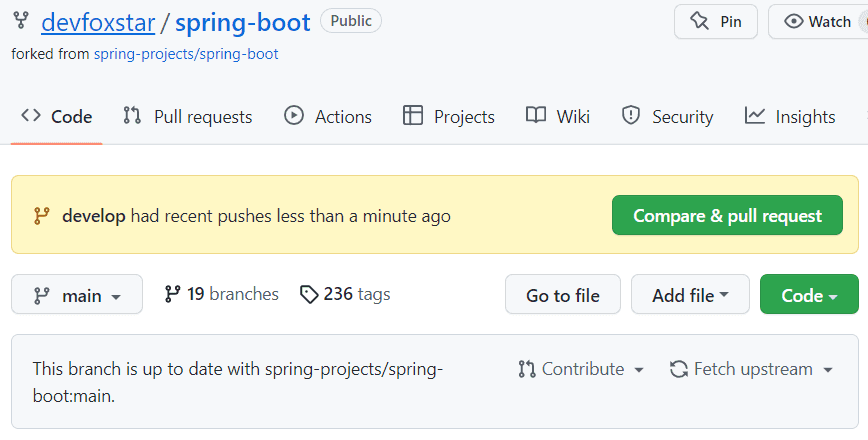 devfoxstar / spring-boot Public Pin Watch
forked from spring-projects/spring-boot
Code Pull requests Actions Projects Wiki Security Insights
develop had recent pushes less than a minute ago Compare & pull request
main 19 branches 236 tags Go to file Add file Code
This branch is up to date with spring-projects/spring- Contribute Fetch upstream
boot:main.